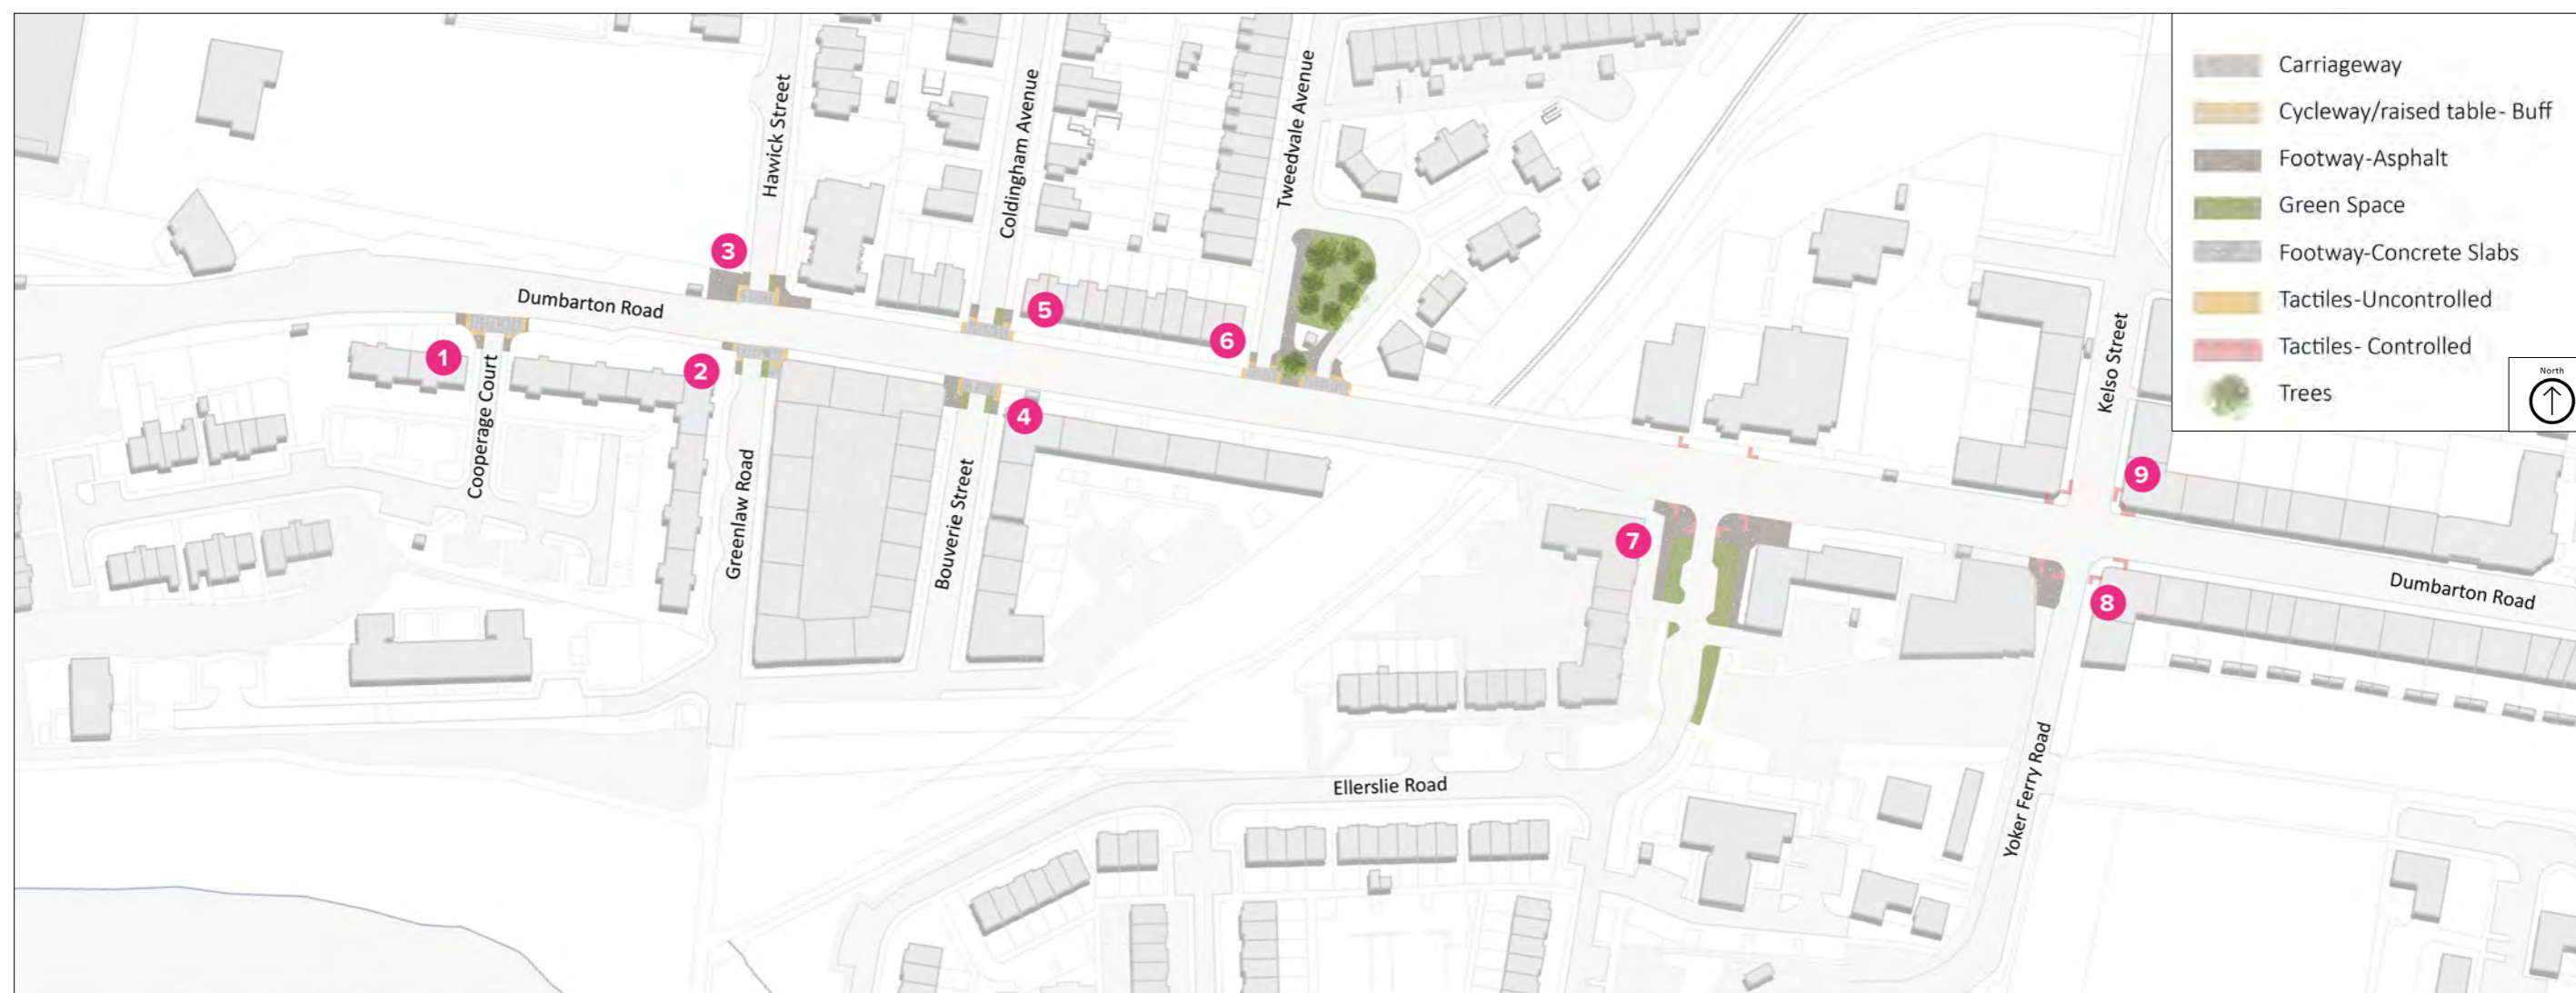 Hawick Street
Coldingham Avenue
Tweedvale Avenue
Carriageway
Cycleway/raised table- Buff
Footway-Asphalt
Green Space
Footway-Concrete Slabs
Tactiles-Uncontrolled
Tactiles- Controlled
Trees
North
3
Dumbarton Road
5
6
1
2
4
Cooperage Court
Greenlaw Road
Bouverie Street
Kelso Street
9
7
8
Dumbarton Road
Ellerslie Road
Yoker Ferry Road